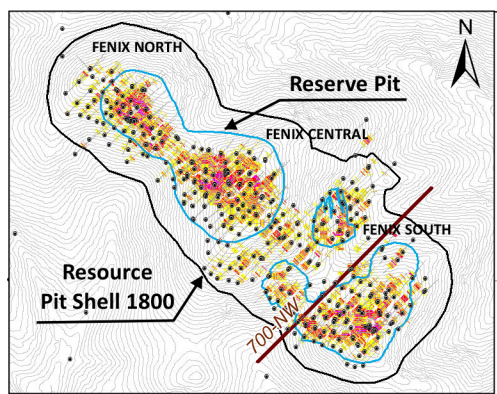 FENIX NORTH
N
Reserve Pit
FENIX CENTRAL
FENIX SOUTH
Resource
Pit Shell 1800
700-NW